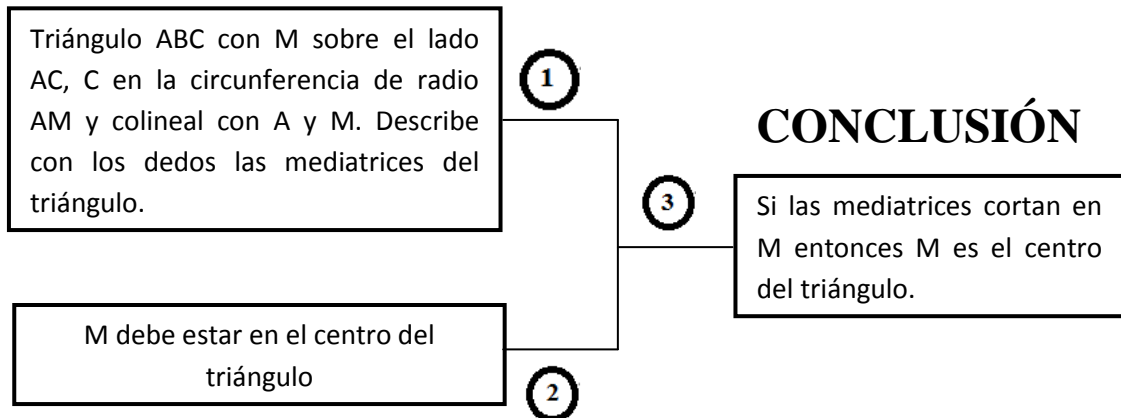 Triángulo ABC con M sobre el lado
AC, C en la circunferencia de radio
AM y colineal con A y M. Describe
con los dedos las mediatrices del
triángulo.
1
CONCLUSIÓN
3
Si las mediatrices cortan en
M entonces M es el centro
del triángulo.
M debe estar en el centro del
triángulo
2